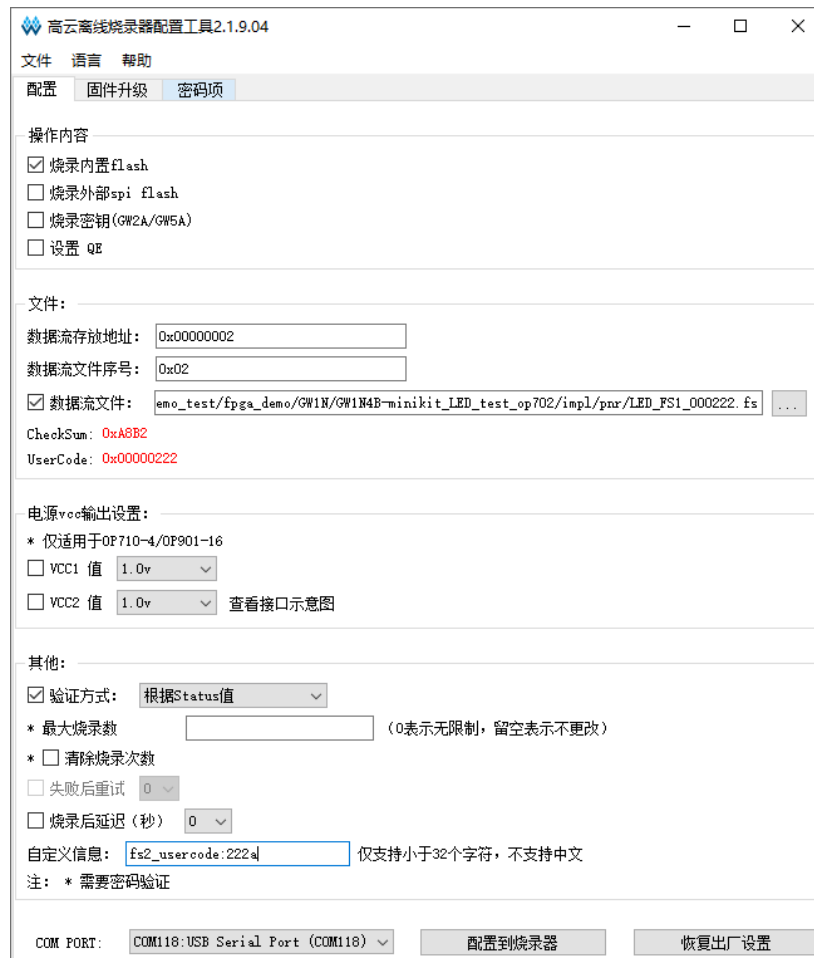 高云离线烧录器配置工具2.1.9.04
文件 语言 帮助
配置 固件升级 密码项
操作内容
烧录内置flash
烧录外部spi flash
烧录密钥(GW2A/GW5A)
设置 QE
文件:
数据流存放地址: 0x00000002
数据流文件序号: 0x02
数据流文件: emo_test/fpga_demo/GW1N/GW1N4B-minikit_LED_test_op702/impl/pnr/LED_FS1_000222.fs ...
CheckSum: 0xA8B2
UserCode: 0x00000222
电源vcc输出设置:
* 仅适用于OP710-4/OP901-16
VCC1 值 1.0v
VCC2 值 1.0v 查看接口示意图
其他:
验证方式: 根据Status值
* 最大烧录数 (0表示无限制，留空表示不更改)
* 清除烧录次数
失败后重试 0
烧录后延迟(秒) 0
自定义信息: fs2_usercode:222a 仅支持小于32个字符，不支持中文
注: * 需要密码验证
COM PORT: COM118:USB Serial Port (COM118) 配置到烧录器 恢复出厂设置